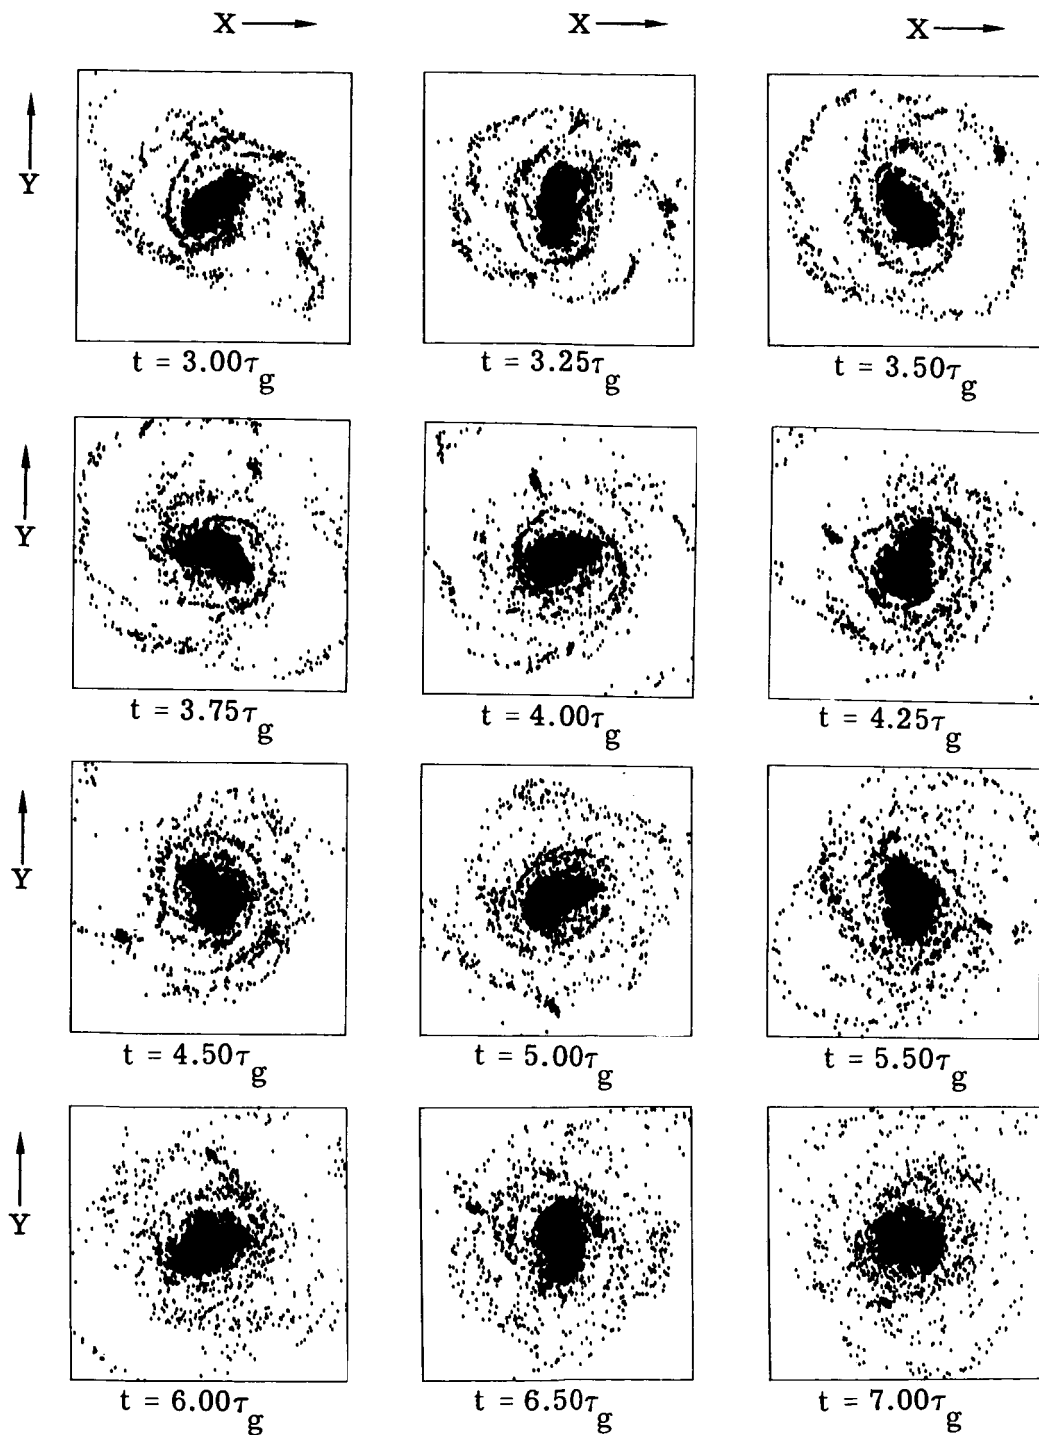 X X X
Y
t = 3.00τg t = 3.25τg t = 3.50τg
Y
t = 3.75τg t = 4.00τg t = 4.25τg
Y
t = 4.50τg t = 5.00τg t = 5.50τg
Y
t = 6.00τg t = 6.50τg t = 7.00τg